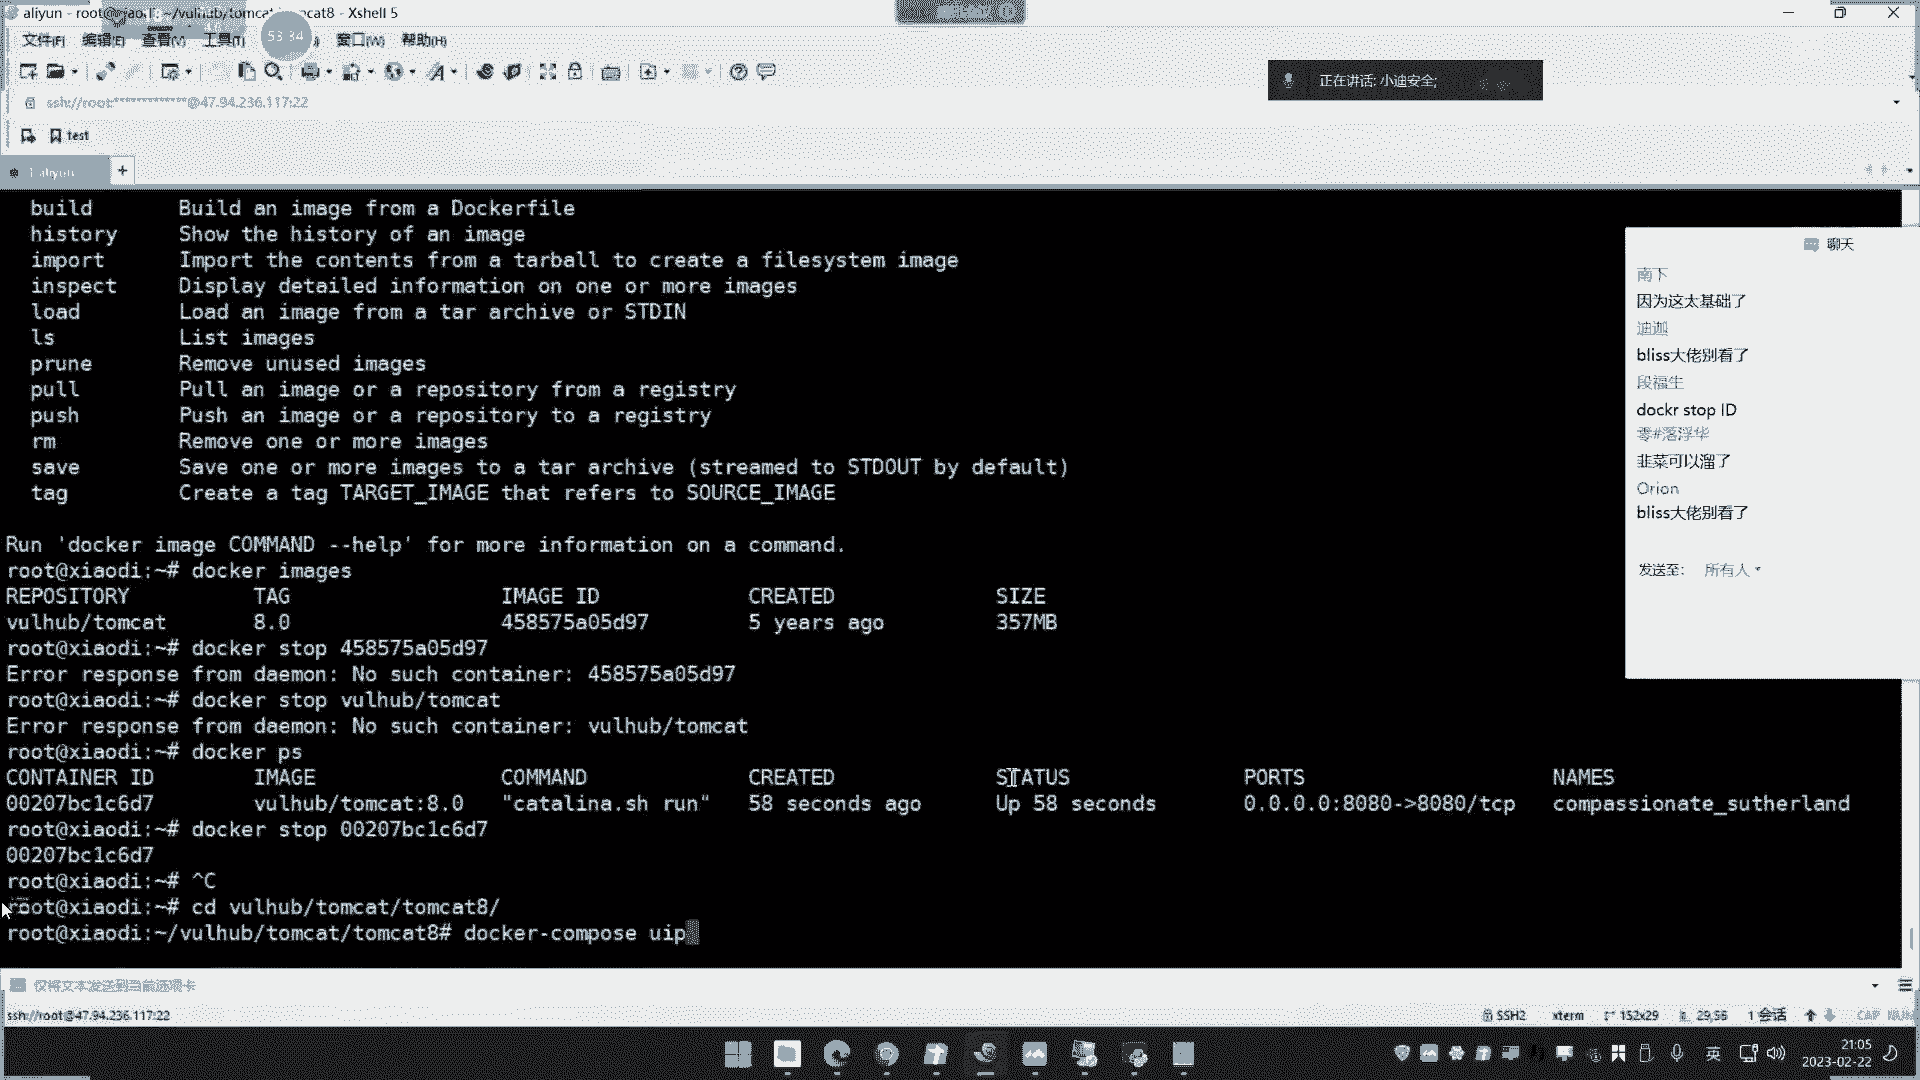 aliyun - root@xiaodi:~/vulhub/tomcat/tomcat8 - Xshell 5
文件(F) 编辑(E) 查看(V) 工具(T) 窗口(W) 帮助(H)
53:34
正在讲话: 小迪安全;
ssh://root:*************@47.94.236.117:22
test
1 aliyun
build Build an image from a Dockerfile
history Show the history of an image
import Import the contents from a tarball to create a filesystem image
inspect Display detailed information on one or more images
load Load an image from a tar archive or STDIN
ls List images
prune Remove unused images
pull Pull an image or a repository from a registry
push Push an image or a repository to a registry
rm Remove one or more images
save Save one or more images to a tar archive (streamed to STDOUT by default)
tag Create a tag TARGET_IMAGE that refers to SOURCE_IMAGE
Run 'docker image COMMAND --help' for more information on a command.
root@xiaodi:~# docker images
REPOSITORY TAG IMAGE ID CREATED SIZE
vulhub/tomcat 8.0 458575a05d97 5 years ago 357MB
root@xiaodi:~# docker stop 458575a05d97
Error response from daemon: No such container: 458575a05d97
root@xiaodi:~# docker stop vulhub/tomcat
Error response from daemon: No such container: vulhub/tomcat
root@xiaodi:~# docker ps
CONTAINER ID IMAGE COMMAND CREATED STATUS PORTS NAMES
00207bc1c6d7 vulhub/tomcat:8.0 "catalina.sh run" 58 seconds ago Up 58 seconds 0.0.0.0:8080->8080/tcp compassionate_sutherland
root@xiaodi:~# docker stop 00207bc1c6d7
00207bc1c6d7
root@xiaodi:~# ^C
root@xiaodi:~# cd vulhub/tomcat/tomcat8/
root@xiaodi:~/vulhub/tomcat/tomcat8# docker-compose uip
聊天
南下
因为这太基础了
迪迦
bliss大佬别看了
段福生
dockr stop ID
零#落浮华
韭菜可以溜了
Orion
bliss大佬别看了
发送至: 所有人
仅将文本发送到当前选项卡
ssh://root@47.94.236.117:22 SSH2 xterm 152x29 29,56 1 会话 CAP NUM
英
21:05
2023-02-22